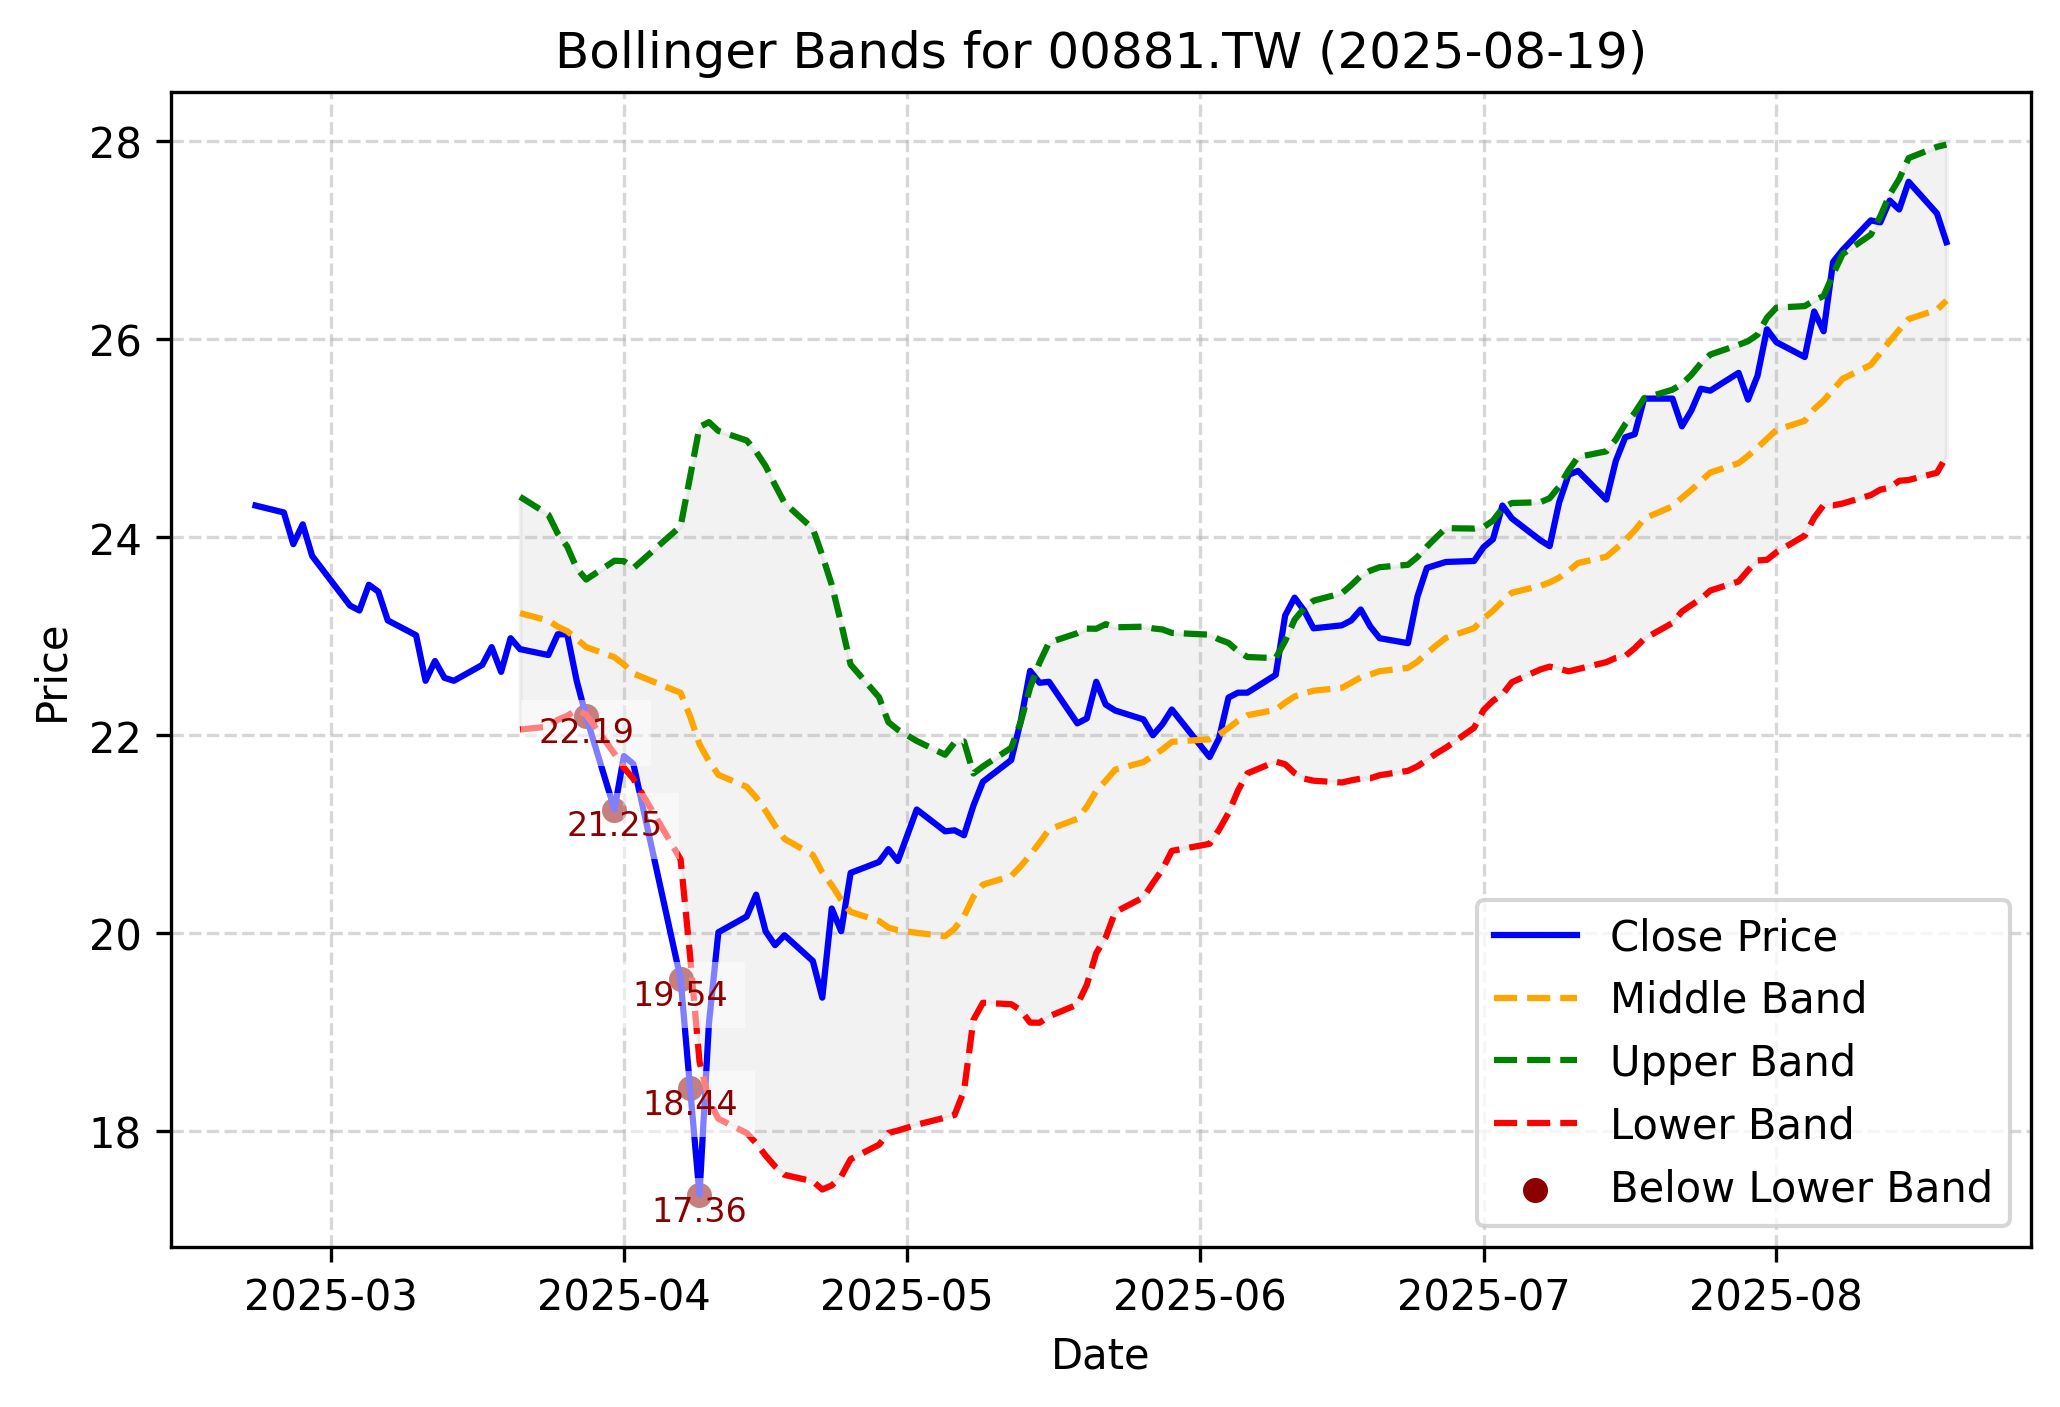 Bollinger Bands for 00881.TW (2025-08-19)
28
26
24
22
20
18
Price
22.19
21.25
19.54
18.44
17.36
Close Price
Middle Band
Upper Band
Lower Band
Below Lower Band
2025-03
2025-04
2025-05
2025-06
2025-07
2025-08
Date